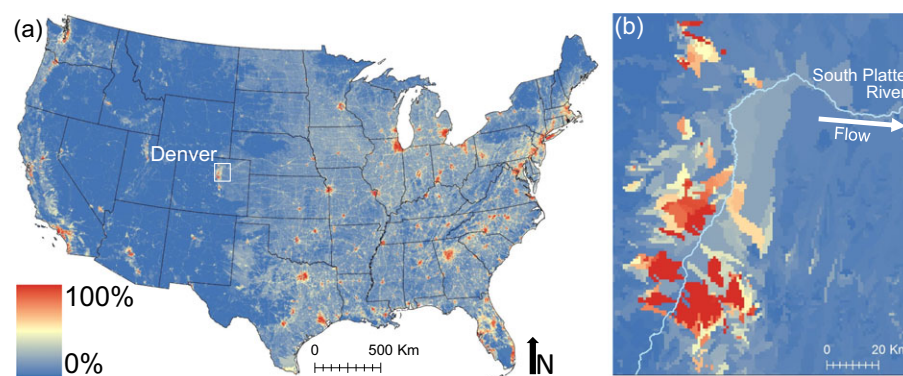 (a)
Denver
100%
0%
0 500 Km
N
(b)
South Platte
River
Flow
0 20 Km